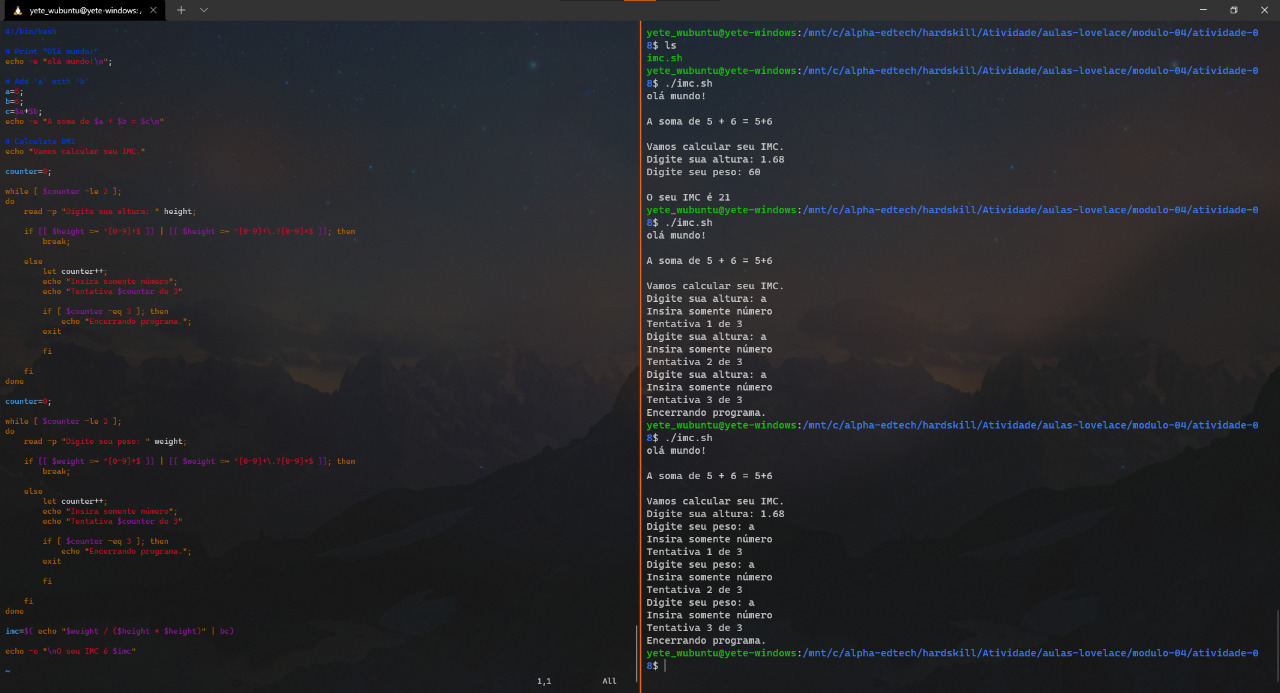 yete_wubuntu@yete-windows: /
#!/bin/bash
# Print "Olá mundo!"
echo -e "olá mundo!\n";
# Add 'a' with 'b'
a=5;
b=6;
c=$a+$b;
echo -e "A soma de $a + $b = $c\n"
# Calculate BMI
echo "Vamos calcular seu IMC."
counter=0;
while [ $counter -le 2 ];
do
read -p "Digite sua altura: " height;
if [[ $height =~ ^[0-9]+$ ]] | [[ $height =~ ^[0-9]+\.?[0-9]+$ ]]; then
break;
else
let counter++;
echo "Insira somente número";
echo "Tentativa $counter de 3"
if [ $counter -eq 3 ]; then
echo "Encerrando programa.";
exit
fi
fi
done
counter=0;
while [ $counter -le 2 ];
do
read -p "Digite seu peso: " weight;
if [[ $weight =~ ^[0-9]+$ ]] | [[ $weight =~ ^[0-9]+\.?[0-9]+$ ]]; then
break;
else
let counter++;
echo "Insira somente número";
echo "Tentativa $counter de 3"
if [ $counter -eq 3 ]; then
echo "Encerrando programa.";
exit
fi
fi
done
imc=$( echo "$weight / ($height * $height)" | bc)
echo -e "\nO seu IMC é $imc"
~
1,1 All
yete_wubuntu@yete-windows:/mnt/c/alpha-edtech/hardskill/Atividade/aulas-lovelace/modulo-04/atividade-0
8$ ls
imc.sh
yete_wubuntu@yete-windows:/mnt/c/alpha-edtech/hardskill/Atividade/aulas-lovelace/modulo-04/atividade-0
8$ ./imc.sh
olá mundo!
A soma de 5 + 6 = 5+6
Vamos calcular seu IMC.
Digite sua altura: 1.68
Digite seu peso: 60
O seu IMC é 21
yete_wubuntu@yete-windows:/mnt/c/alpha-edtech/hardskill/Atividade/aulas-lovelace/modulo-04/atividade-0
8$ ./imc.sh
olá mundo!
A soma de 5 + 6 = 5+6
Vamos calcular seu IMC.
Digite sua altura: a
Insira somente número
Tentativa 1 de 3
Digite sua altura: a
Insira somente número
Tentativa 2 de 3
Digite sua altura: a
Insira somente número
Tentativa 3 de 3
Encerrando programa.
yete_wubuntu@yete-windows:/mnt/c/alpha-edtech/hardskill/Atividade/aulas-lovelace/modulo-04/atividade-0
8$ ./imc.sh
olá mundo!
A soma de 5 + 6 = 5+6
Vamos calcular seu IMC.
Digite sua altura: 1.68
Digite seu peso: a
Insira somente número
Tentativa 1 de 3
Digite seu peso: a
Insira somente número
Tentativa 2 de 3
Digite seu peso: a
Insira somente número
Tentativa 3 de 3
Encerrando programa.
yete_wubuntu@yete-windows:/mnt/c/alpha-edtech/hardskill/Atividade/aulas-lovelace/modulo-04/atividade-0
8$